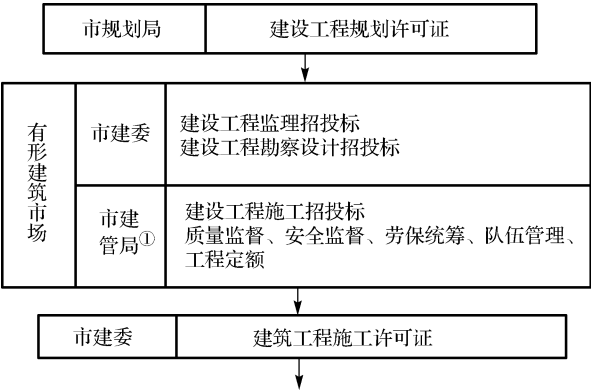 市规划局
建设工程规划许可证
有形建筑市场
市建委
建设工程监理招投标
建设工程勘察设计招投标
市建
管局①
建设工程施工招投标
质量监督、安全监督、劳保统筹、队伍管理、
工程定额
市建委
建筑工程施工许可证